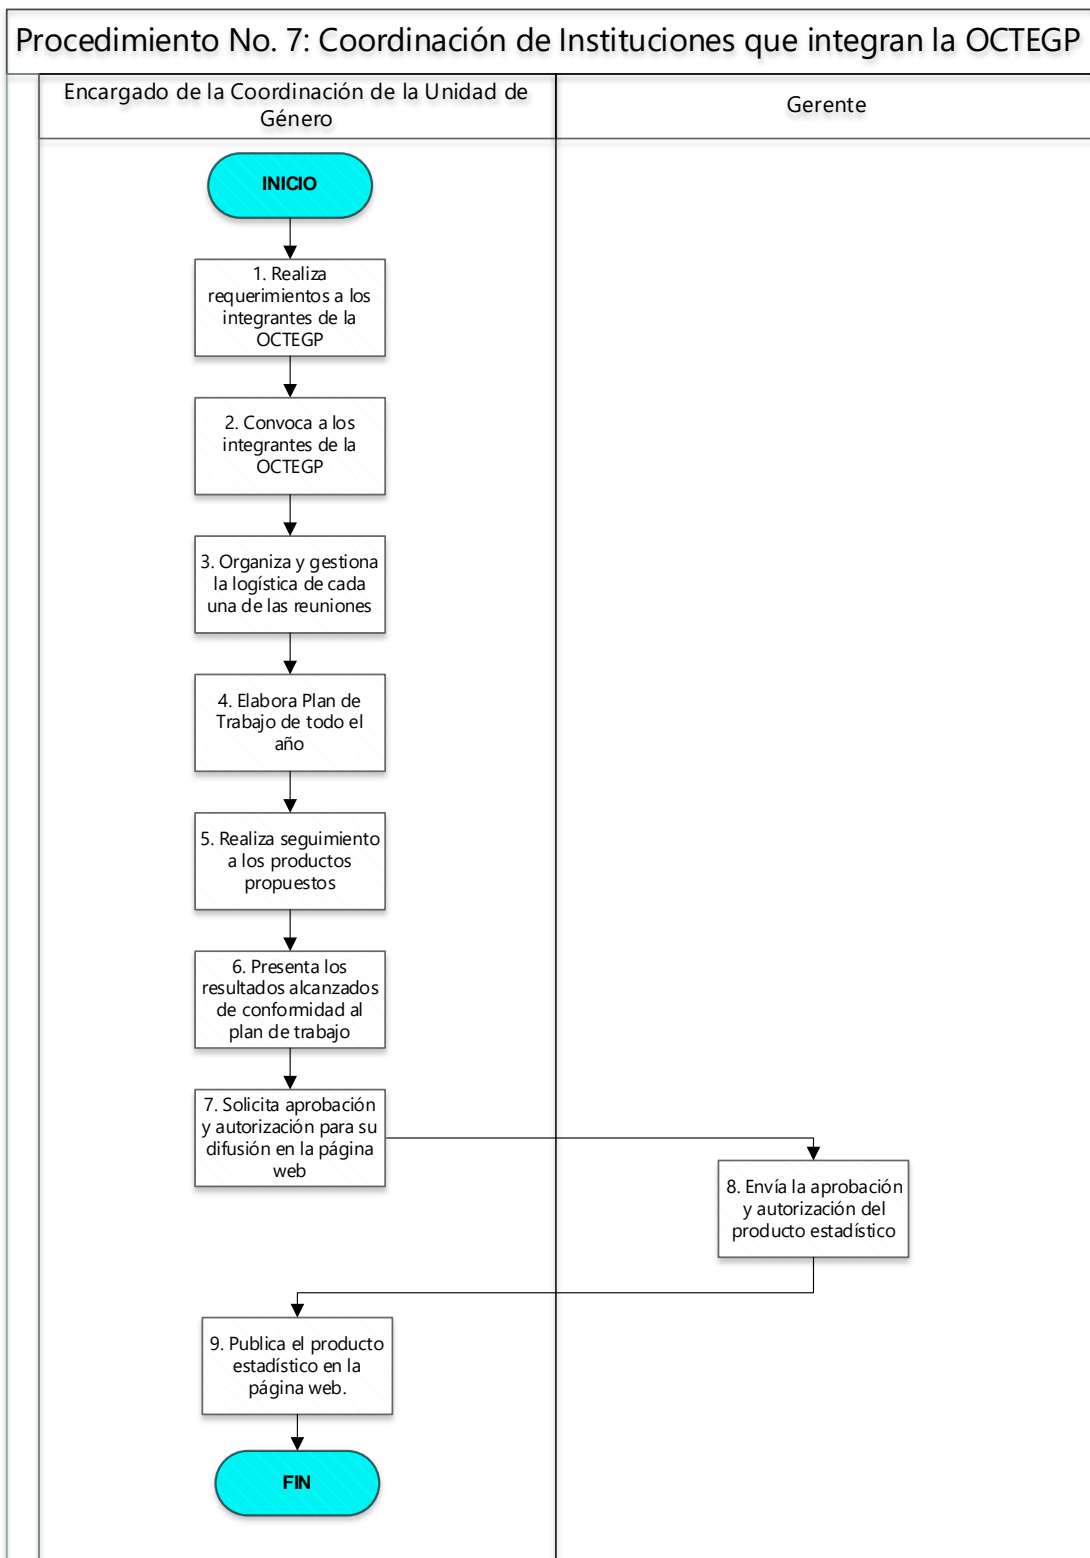 Procedimiento No. 7: Coordinación de Instituciones que integran la OCTEGP
Encargado de la Coordinación de la Unidad de
Género
Gerente
INICIO
1. Realiza
requerimientos a los
integrantes de la
OCTEGP
2. Convoca a los
integrantes de la
OCTEGP
3. Organiza y gestiona
la logística de cada
una de las reuniones
4. Elabora Plan de
Trabajo de todo el
año
5. Realiza seguimiento
a los productos
propuestos
6. Presenta los
resultados alcanzados
de conformidad al
plan de trabajo
7. Solicita aprobación
y autorización para su
difusión en la página
web
8. Envía la aprobación
y autorización del
producto estadístico
9. Publica el producto
estadístico en la
página web.
FIN